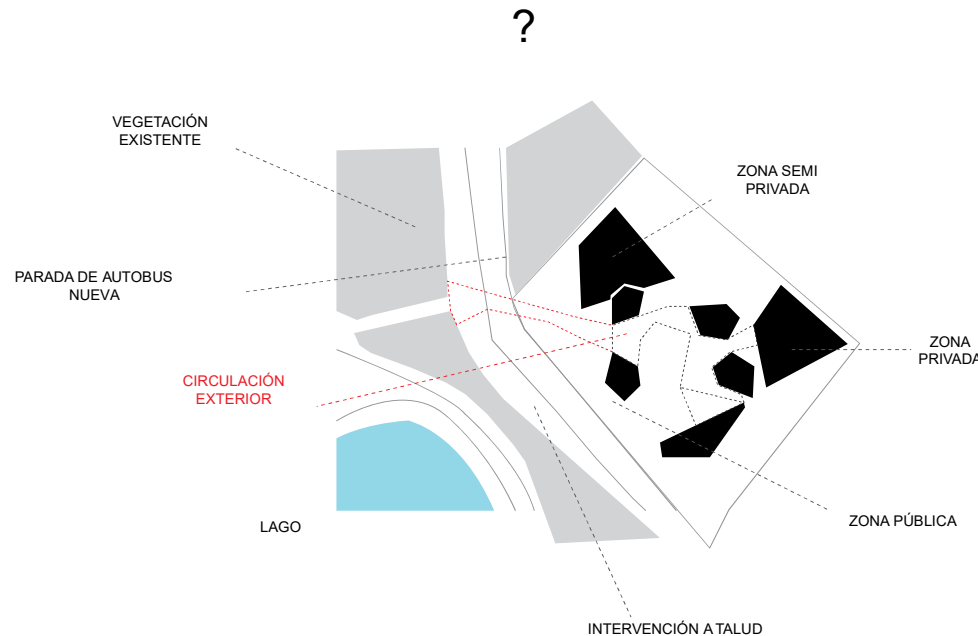 ?
VEGETACIÓN
EXISTENTE
ZONA SEMI
PRIVADA
PARADA DE AUTOBUS
NUEVA
ZONA
PRIVADA
CIRCULACIÓN
EXTERIOR
LAGO
ZONA PÚBLICA
INTERVENCIÓN A TALUD